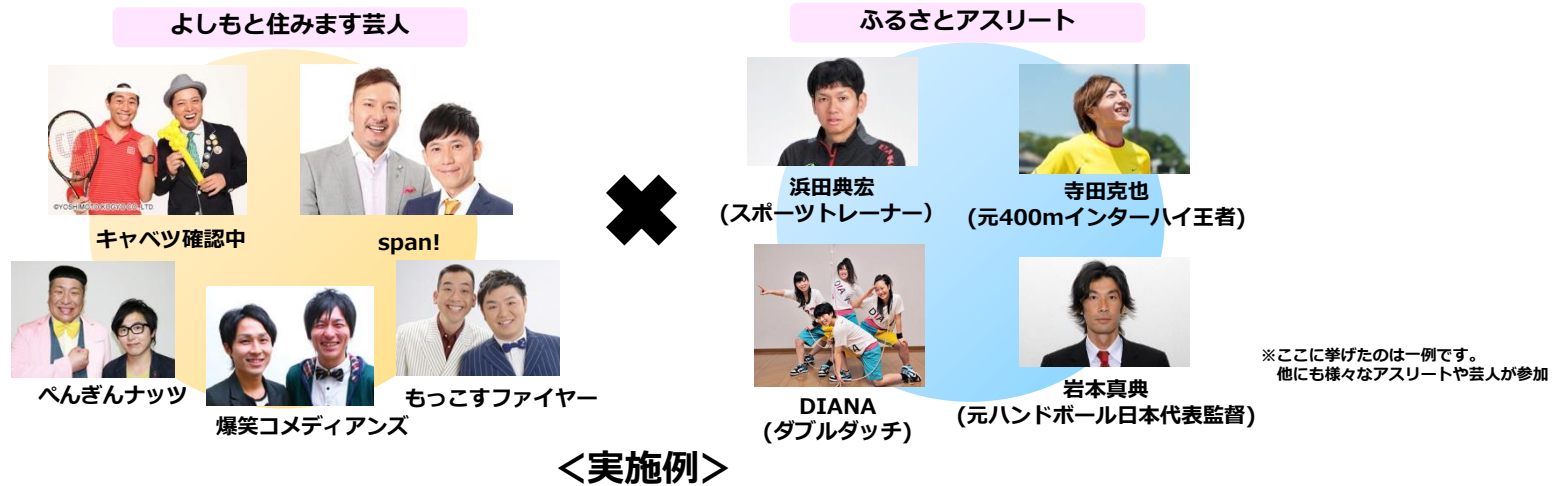 よしもと住みます芸人
ふるさとアスリート
©YOSHIMOTO KOGYO CO.,LTD.
キャベツ確認中
span!
浜田典宏
(スポーツトレーナー）
寺田克也
(元400mインターハイ王者)
ぺんぎんナッツ
爆笑コメディアンズ
もっこすファイヤー
DIANA
(ダブルダッチ)
岩本真典
(元ハンドボール日本代表監督)
※ここに挙げたのは一例です。
他にも様々なアスリートや芸人が参加
＜実施例＞